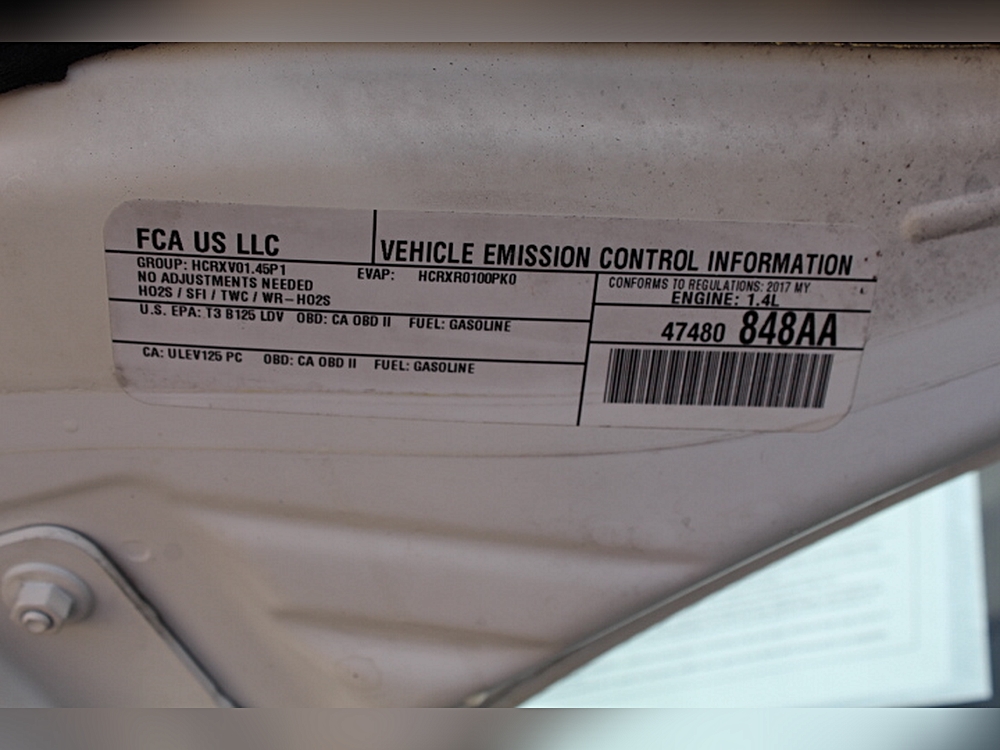 FCA US LLC
VEHICLE EMISSION CONTROL INFORMATION
GROUP: HCRXV01.45P1 EVAP: HCRXR0100PK0
NO ADJUSTMENTS NEEDED
HO2S / SFI / TWC / WR-HO2S
U.S. EPA: T3 B125 LDV OBD: CA OBD II FUEL: GASOLINE
CA: ULEV125 PC OBD: CA OBD II FUEL: GASOLINE
CONFORMS TO REGULATIONS: 2017 MY
ENGINE: 1.4L
47480 848AA